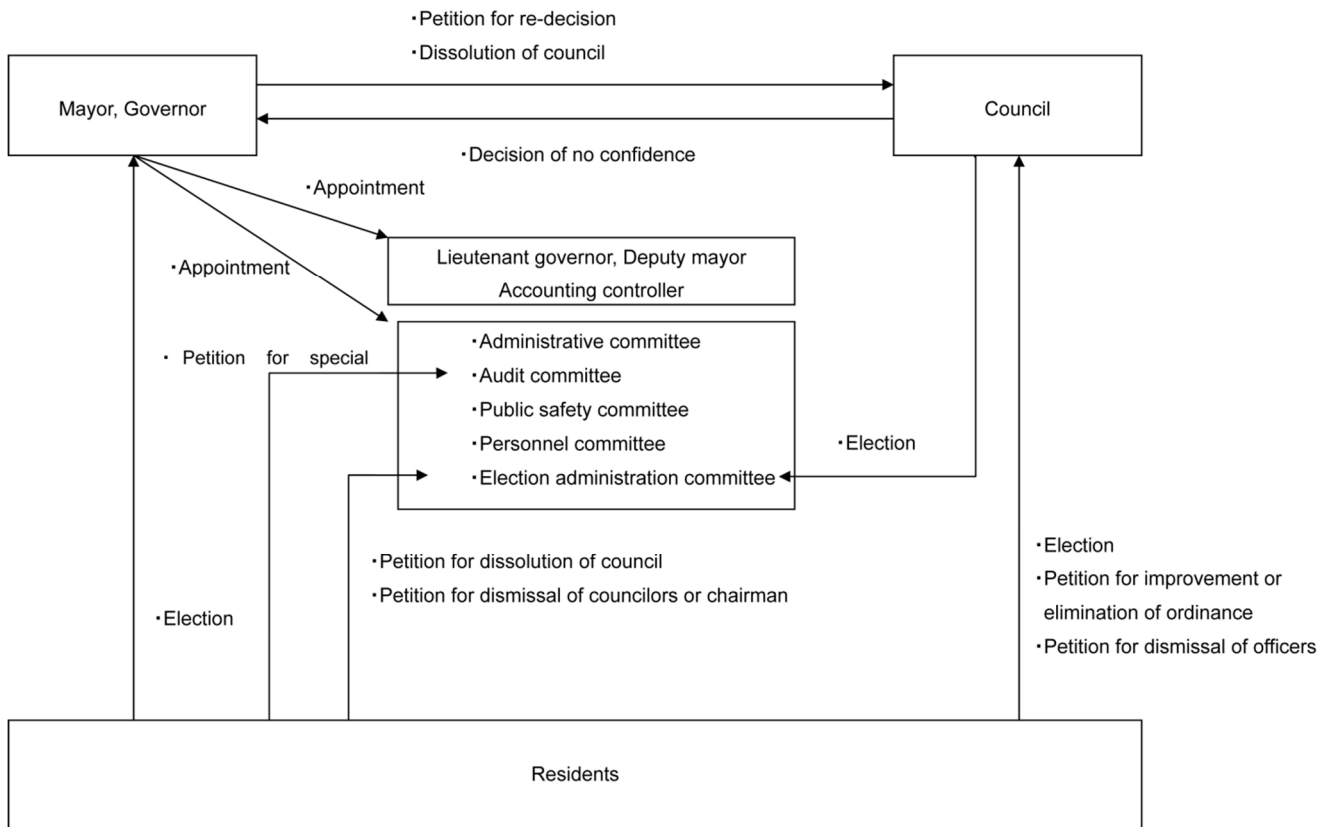 ・Petition for re-decision
・Dissolution of council
Mayor, Governor
Council
・Decision of no confidence
・Appointment
・Appointment
Lieutenant governor, Deputy mayor
Accounting controller
・Petition for special
・Administrative committee
・Audit committee
・Public safety committee
・Personnel committee
・Election administration committee
・Election
・Petition for dissolution of council
・Petition for dismissal of councilors or chairman
・Election
・Election
・Petition for improvement or
elimination of ordinance
・Petition for dismissal of officers
Residents